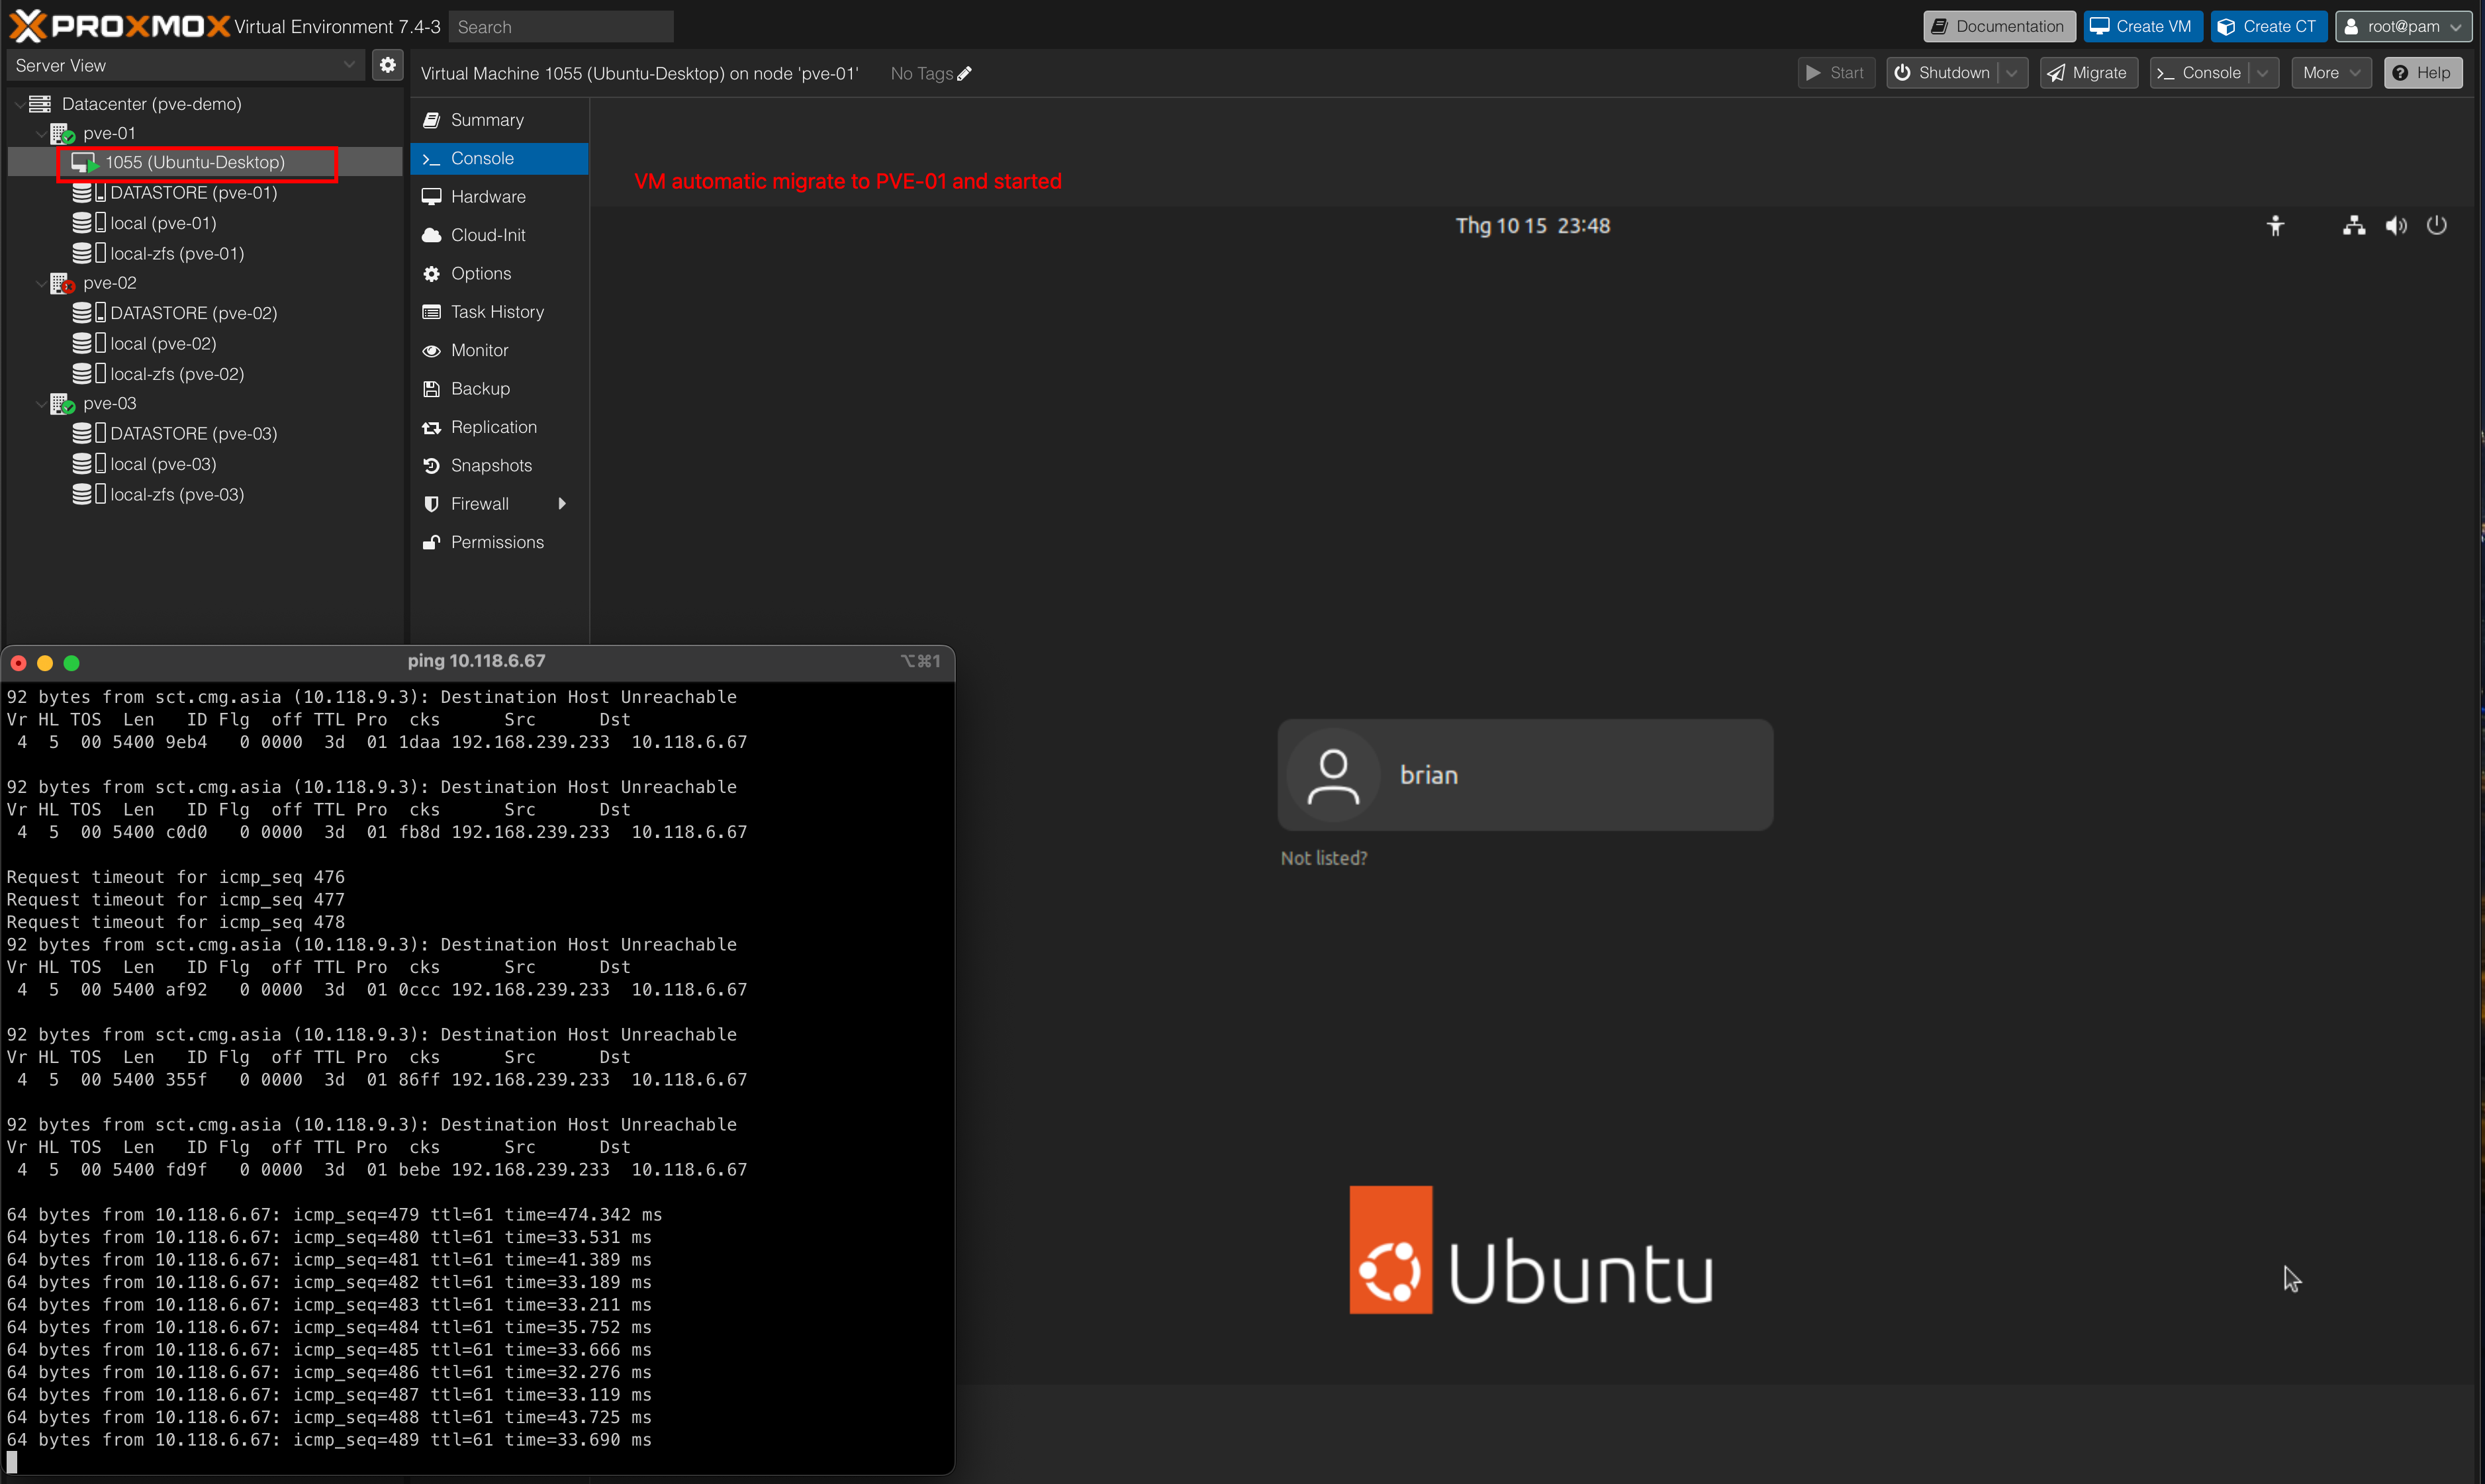 PROXMOX Virtual Environment 7.4-3 Search
Documentation Create VM Create CT root@pam
Server View
Virtual Machine 1055 (Ubuntu-Desktop) on node 'pve-01' No Tags
Start Shutdown Migrate Console More Help
Datacenter (pve-demo)
pve-01
1055 (Ubuntu-Desktop)
DATASTORE (pve-01)
local (pve-01)
local-zfs (pve-01)
pve-02
DATASTORE (pve-02)
local (pve-02)
local-zfs (pve-02)
pve-03
DATASTORE (pve-03)
local (pve-03)
local-zfs (pve-03)
Summary
Console
Hardware
Cloud-Init
Options
Task History
Monitor
Backup
Replication
Snapshots
Firewall
Permissions
VM automatic migrate to PVE-01 and started
Thg 10 15 23:48
brian
Not listed?
Ubuntu
ping 10.118.6.67 ⌥⌘1
92 bytes from sct.cmg.asia (10.118.9.3): Destination Host Unreachable
Vr HL TOS Len ID Flg off TTL Pro cks Src Dst
4 5 00 5400 9eb4 0 0000 3d 01 1daa 192.168.239.233 10.118.6.67
92 bytes from sct.cmg.asia (10.118.9.3): Destination Host Unreachable
Vr HL TOS Len ID Flg off TTL Pro cks Src Dst
4 5 00 5400 c0d0 0 0000 3d 01 fb8d 192.168.239.233 10.118.6.67
Request timeout for icmp_seq 476
Request timeout for icmp_seq 477
Request timeout for icmp_seq 478
92 bytes from sct.cmg.asia (10.118.9.3): Destination Host Unreachable
Vr HL TOS Len ID Flg off TTL Pro cks Src Dst
4 5 00 5400 af92 0 0000 3d 01 0ccc 192.168.239.233 10.118.6.67
92 bytes from sct.cmg.asia (10.118.9.3): Destination Host Unreachable
Vr HL TOS Len ID Flg off TTL Pro cks Src Dst
4 5 00 5400 355f 0 0000 3d 01 86ff 192.168.239.233 10.118.6.67
92 bytes from sct.cmg.asia (10.118.9.3): Destination Host Unreachable
Vr HL TOS Len ID Flg off TTL Pro cks Src Dst
4 5 00 5400 fd9f 0 0000 3d 01 bebe 192.168.239.233 10.118.6.67
64 bytes from 10.118.6.67: icmp_seq=479 ttl=61 time=474.342 ms
64 bytes from 10.118.6.67: icmp_seq=480 ttl=61 time=33.531 ms
64 bytes from 10.118.6.67: icmp_seq=481 ttl=61 time=41.389 ms
64 bytes from 10.118.6.67: icmp_seq=482 ttl=61 time=33.189 ms
64 bytes from 10.118.6.67: icmp_seq=483 ttl=61 time=33.211 ms
64 bytes from 10.118.6.67: icmp_seq=484 ttl=61 time=35.752 ms
64 bytes from 10.118.6.67: icmp_seq=485 ttl=61 time=33.666 ms
64 bytes from 10.118.6.67: icmp_seq=486 ttl=61 time=32.276 ms
64 bytes from 10.118.6.67: icmp_seq=487 ttl=61 time=33.119 ms
64 bytes from 10.118.6.67: icmp_seq=488 ttl=61 time=43.725 ms
64 bytes from 10.118.6.67: icmp_seq=489 ttl=61 time=33.690 ms